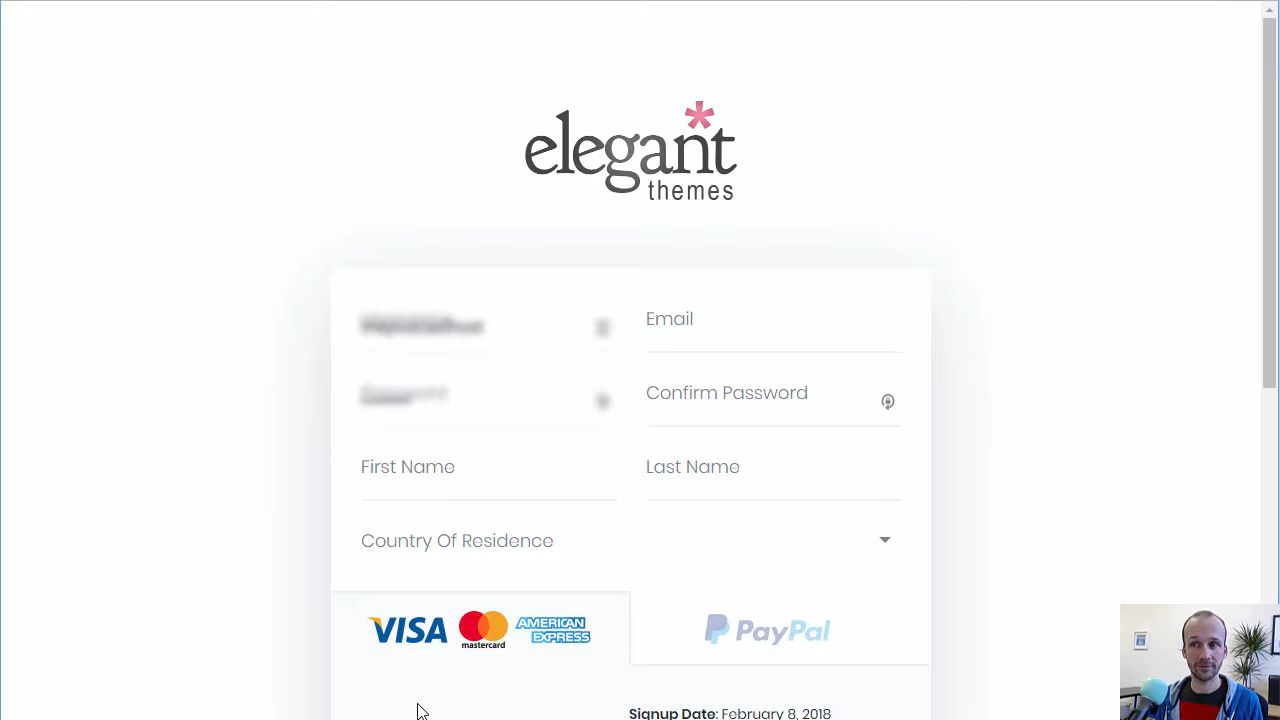 elegant
themes
Email
Confirm Password
First Name
Last Name
Country Of Residence
VISA
mastercard
AMERICAN
EXPRESS
PayPal
Signup Date: February 8, 2018